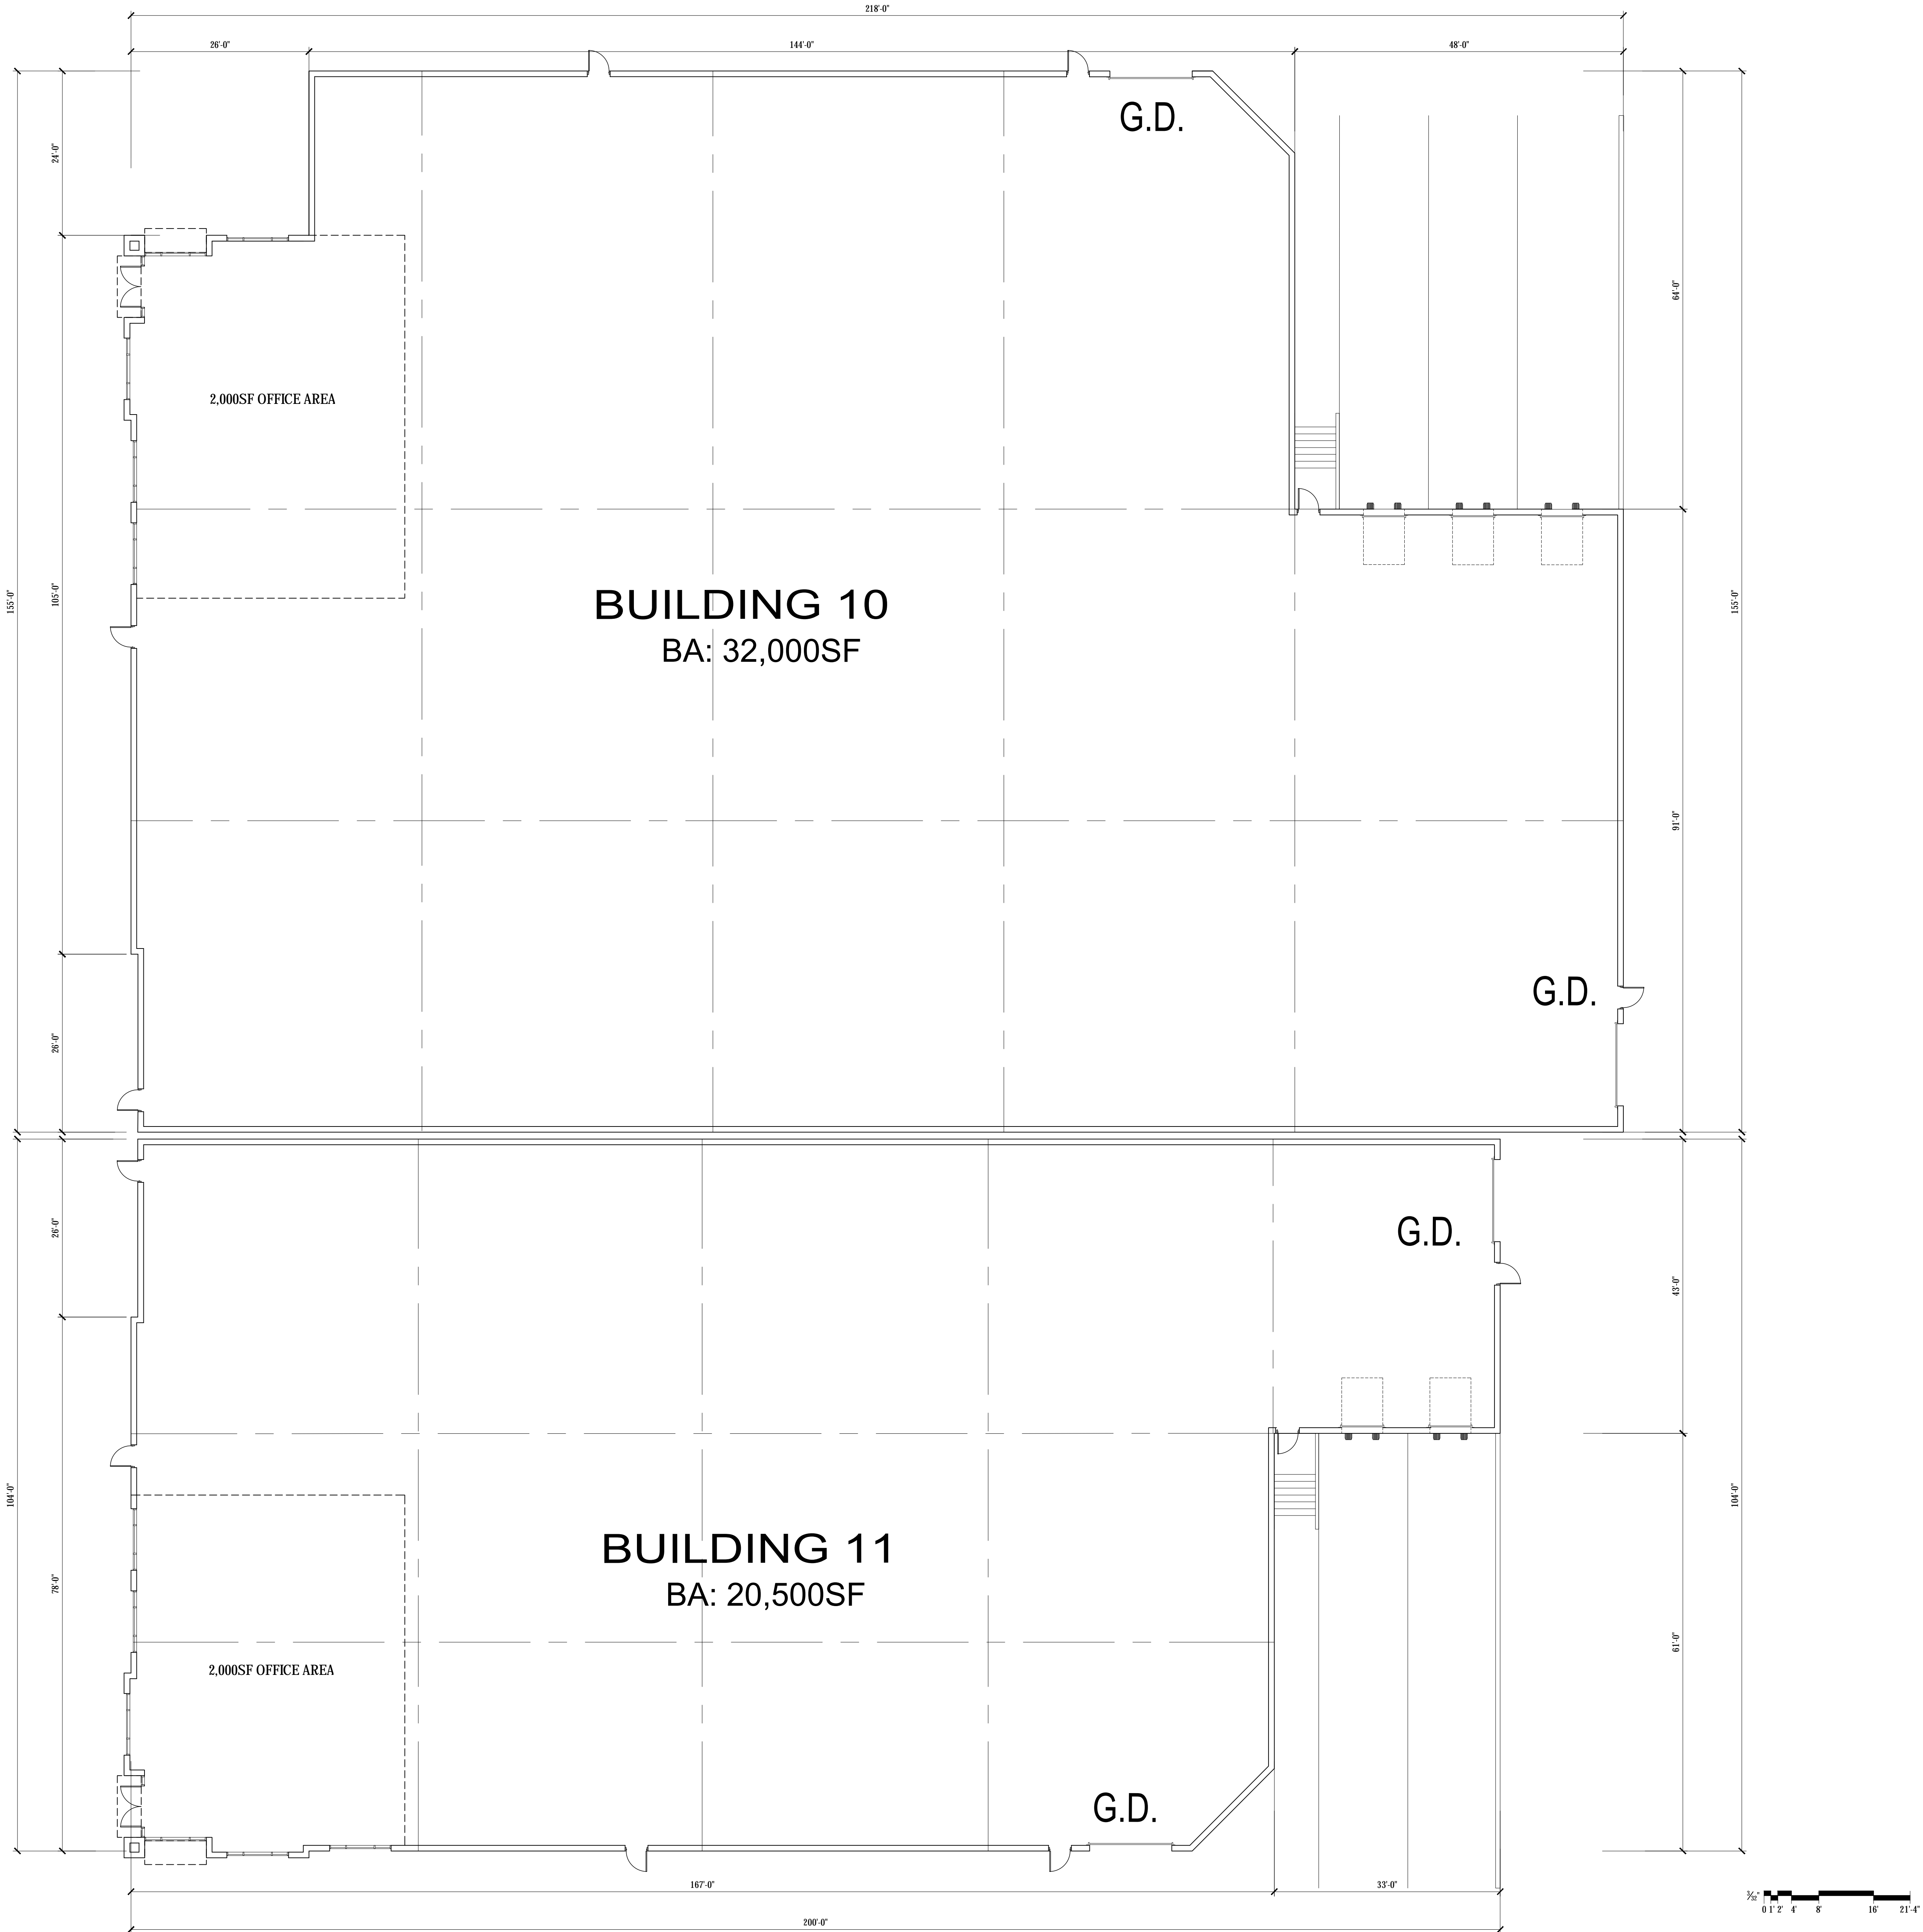 218'-0"
26'-0"
144'-0"
48'-0"
G.D.
24'-0"
64'-0"
2,000SF OFFICE AREA
155'-0"
105'-0"
BUILDING 10
BA: 32,000SF
155'-0"
91'-0"
G.D.
26'-0"
26'-0"
G.D.
43'-0"
104'-0"
78'-0"
BUILDING 11
BA: 20,500SF
104'-0"
61'-0"
2,000SF OFFICE AREA
G.D.
167'-0"
33'-0"
200'-0"
3/32"
0 1' 2' 4' 8' 16' 21'-4"